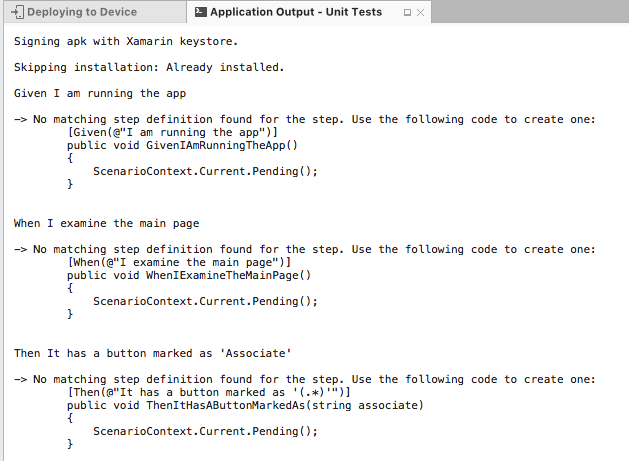 Deploying to Device
Application Output - Unit Tests
Signing apk with Xamarin keystore.
Skipping installation: Already installed.
Given I am running the app
-> No matching step definition found for the step. Use the following code to create one:
[Given(@"I am running the app")]
public void GivenIAmRunningTheApp()
{
ScenarioContext.Current.Pending();
}
When I examine the main page
-> No matching step definition found for the step. Use the following code to create one:
[When(@"I examine the main page")]
public void WhenIExamineTheMainPage()
{
ScenarioContext.Current.Pending();
}
Then It has a button marked as 'Associate'
-> No matching step definition found for the step. Use the following code to create one:
[Then(@"It has a button marked as '(.*)'")]
public void ThenItHasAButtonMarkedAs(string associate)
{
ScenarioContext.Current.Pending();
}